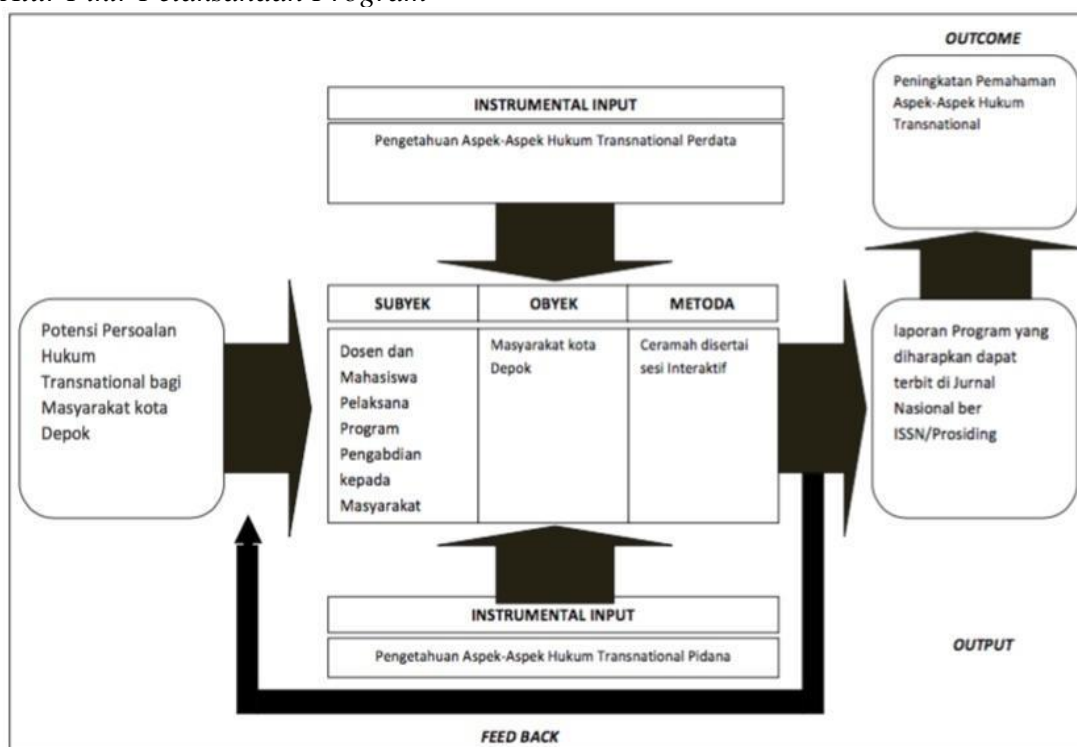 Alur Pikir Pelaksanaan Program
OUTCOME
Peningkatan Pemahaman
Aspek-Aspek Hukum
Transnational
INSTRUMENTAL INPUT
Pengetahuan Aspek-Aspek Hukum Transnational Perdata
Potensi Persoalan
Hukum
Transnational bagi
Masyarakat kota
Depok
SUBYEK
OBYEK
METODA
Dosen dan
Mahasiswa
Pelaksana
Program
Pengabdian
kepada
Masyarakat
Masyarakat kota
Depok
Ceramah disertai
sesi Interaktif
laporan Program yang
diharapkan dapat
terbit di Jurnal
Nasional ber
ISSN/Prosiding
INSTRUMENTAL INPUT
Pengetahuan Aspek-Aspek Hukum Transnational Pidana
OUTPUT
FEED BACK